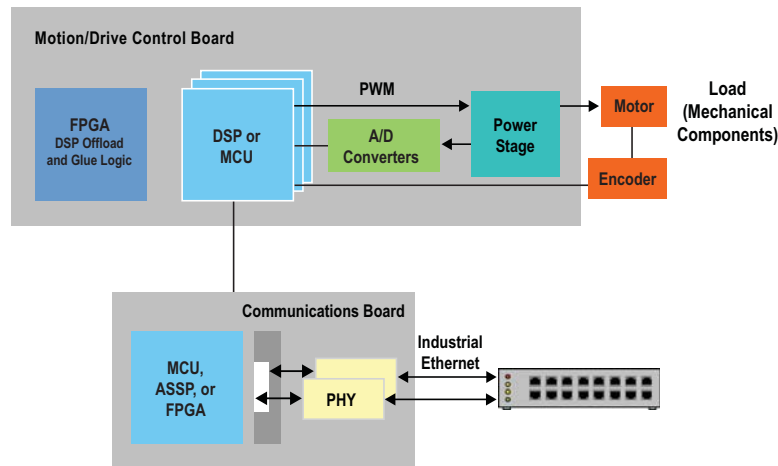 Motion/Drive Control Board
FPGA
DSP Offload
and Glue Logic
DSP or
MCU
PWM
A/D
Converters
Power
Stage
Motor
Encoder
Load
(Mechanical
Components)
Communications Board
MCU,
ASSP, or
FPGA
PHY
Industrial
Ethernet